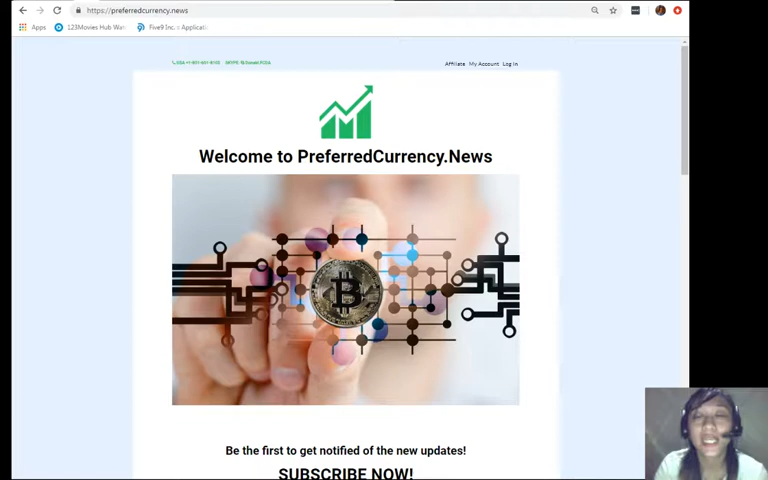 https://preferredcurrency.news
Apps 123Movies Hub Wat Five9 Inc. :: Applicati
Affiliate My Account Log In
Welcome to PreferredCurrency.News
Be the first to get notified of the new updates!
SUBSCRIBE NOW!